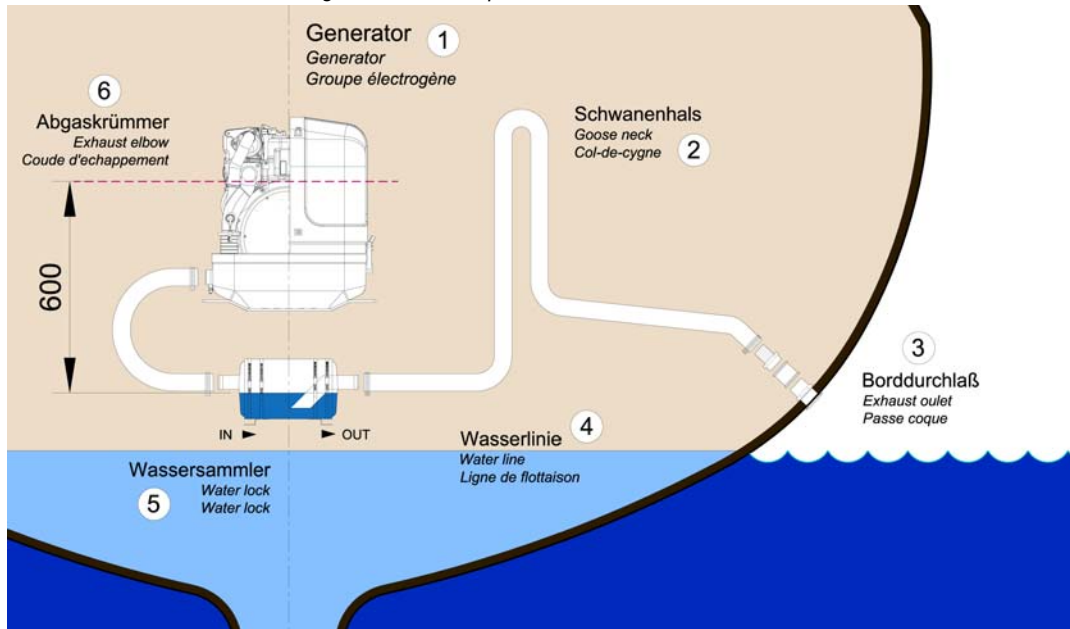 Generator
1
Generator
Groupe électrogène
6
Abgaskrümmer
Exhaust elbow
Coude d'echappement
Schwanenhals
Goose neck
Col-de-cygne
2
600
3
Borddurchlaß
Exhaust oulet
Passe coque
IN
OUT
4
Wasserlinie
Water line
Ligne de flottaison
Wassersammler
Water lock
Water lock
5